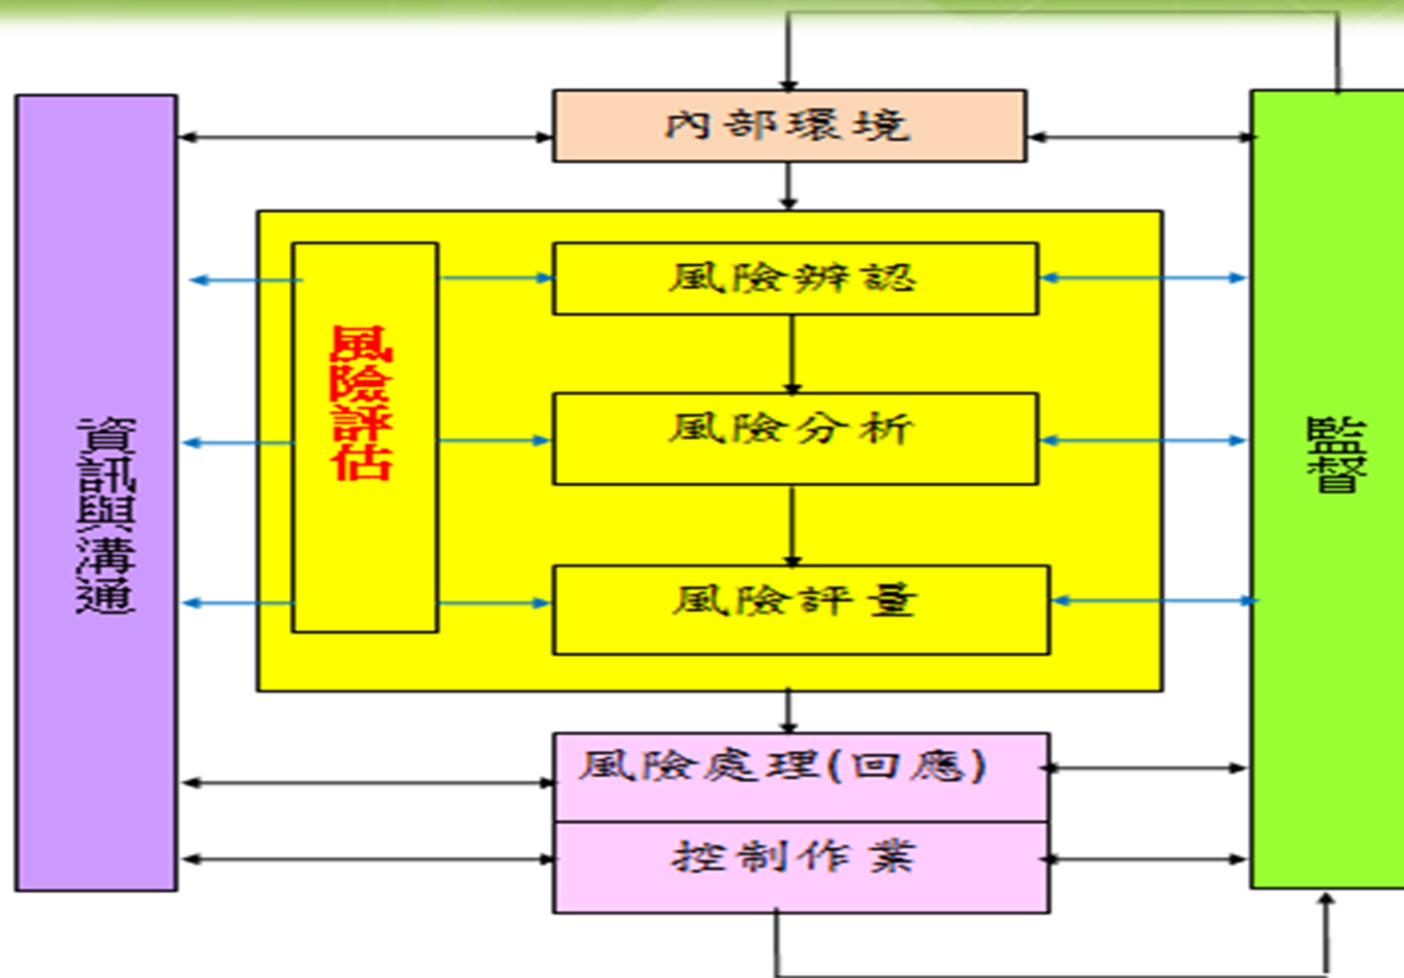 內部環境
風險辨認
風險評估
風險分析
資訊與溝通
監督
風險評量
風險處理(回應)
控制作業